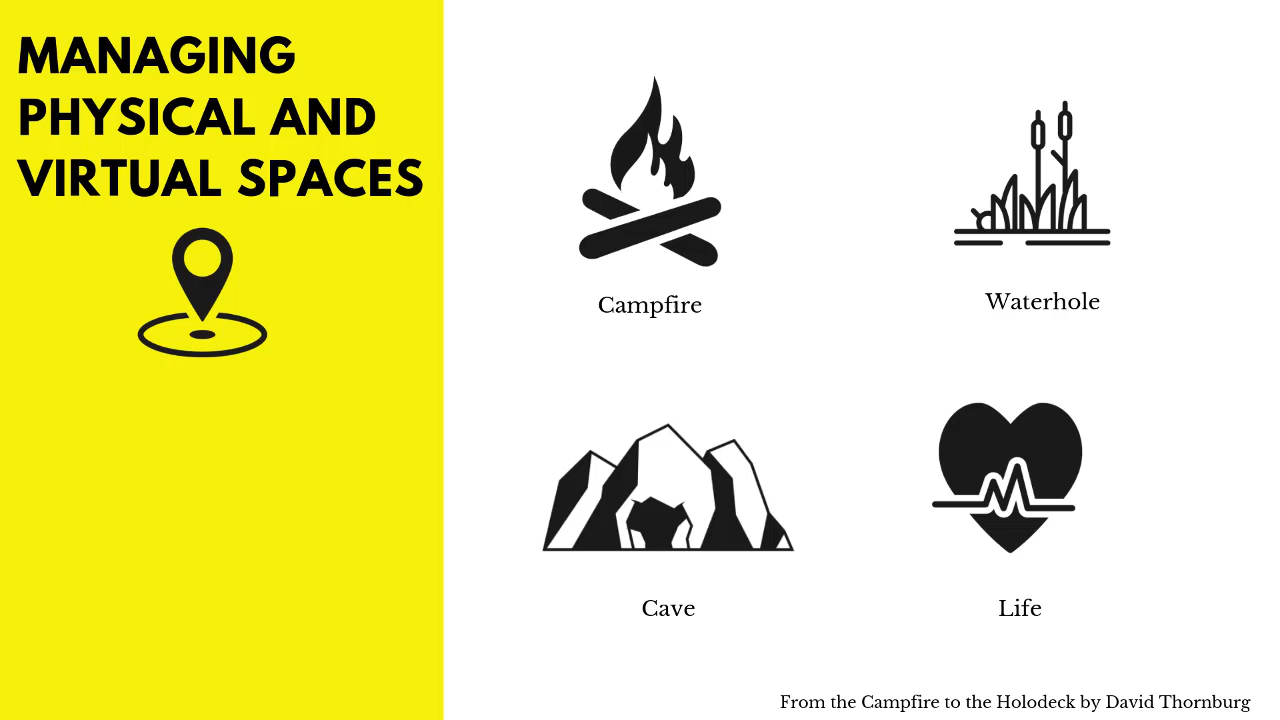 MANAGING
PHYSICAL AND
VIRTUAL SPACES
Campfire
Waterhole
Cave
Life
From the Campfire to the Holodeck by David Thornburg